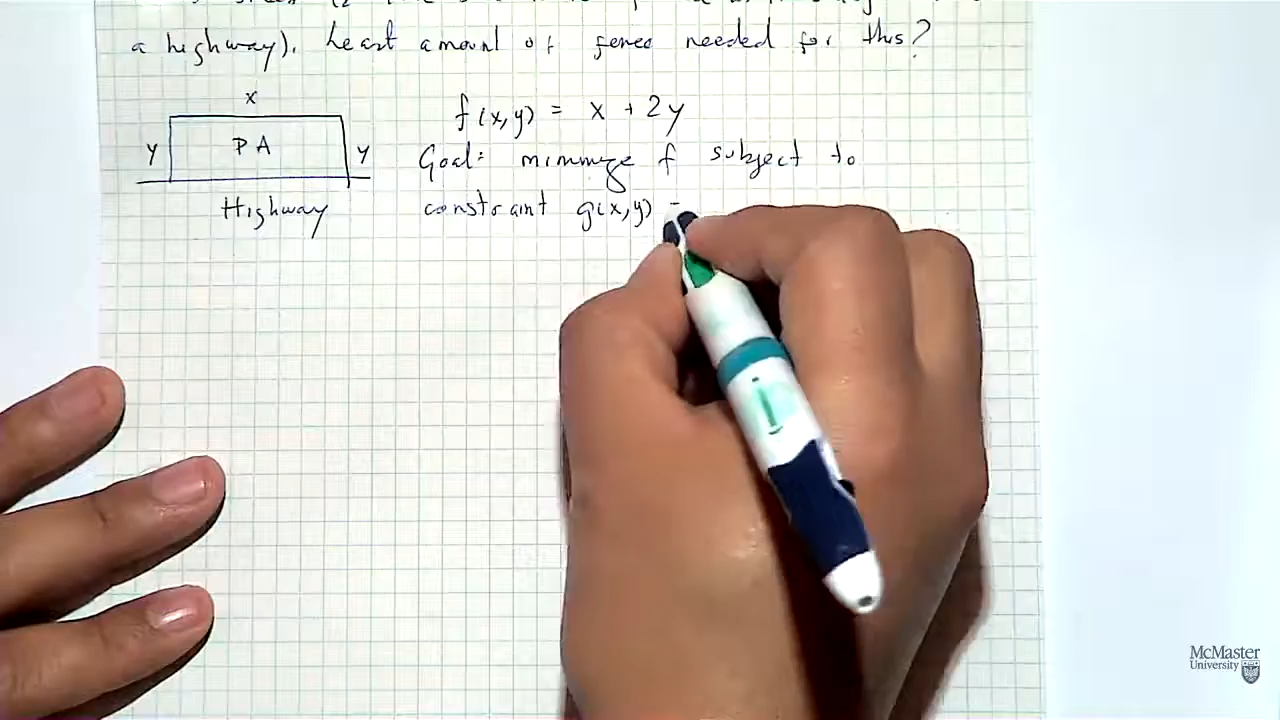 a highway). Least amount of fence needed for this?
x
f(x,y) = x + 2y
y PA y
Goal: minimize f subject to
Highway
constraint g(x,y) =
McMaster
University